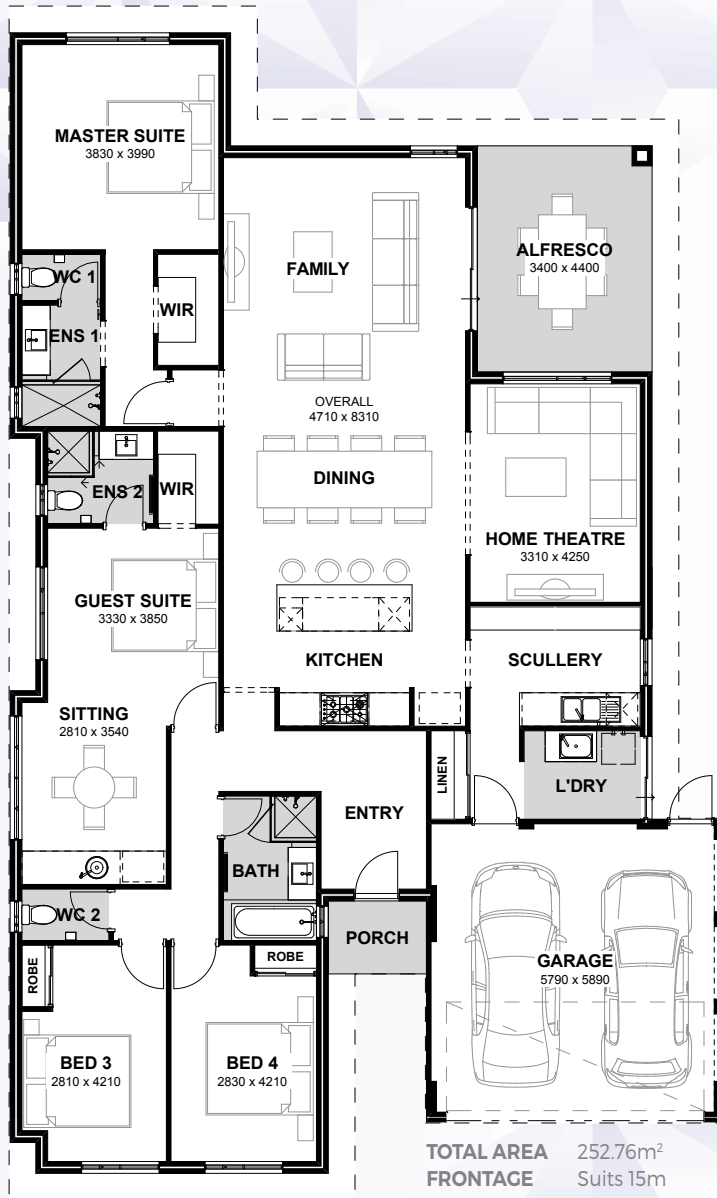 MASTER SUITE
3830 x 3990
WC 1
ENS 1
WIR
FAMILY
ALFRESCO
3400 x 4400
OVERALL
4710 x 8310
DINING
ENS 2
WIR
HOME THEATRE
3310 x 4250
GUEST SUITE
3330 x 3850
KITCHEN
SCULLERY
SITTING
2810 x 3540
LINEN
L'DRY
ENTRY
BATH
WC 2
PORCH
ROBE
ROBE
GARAGE
5790 x 5890
BED 3
2810 x 4210
BED 4
2830 x 4210
TOTAL AREA 252.76m²
FRONTAGE Suits 15m